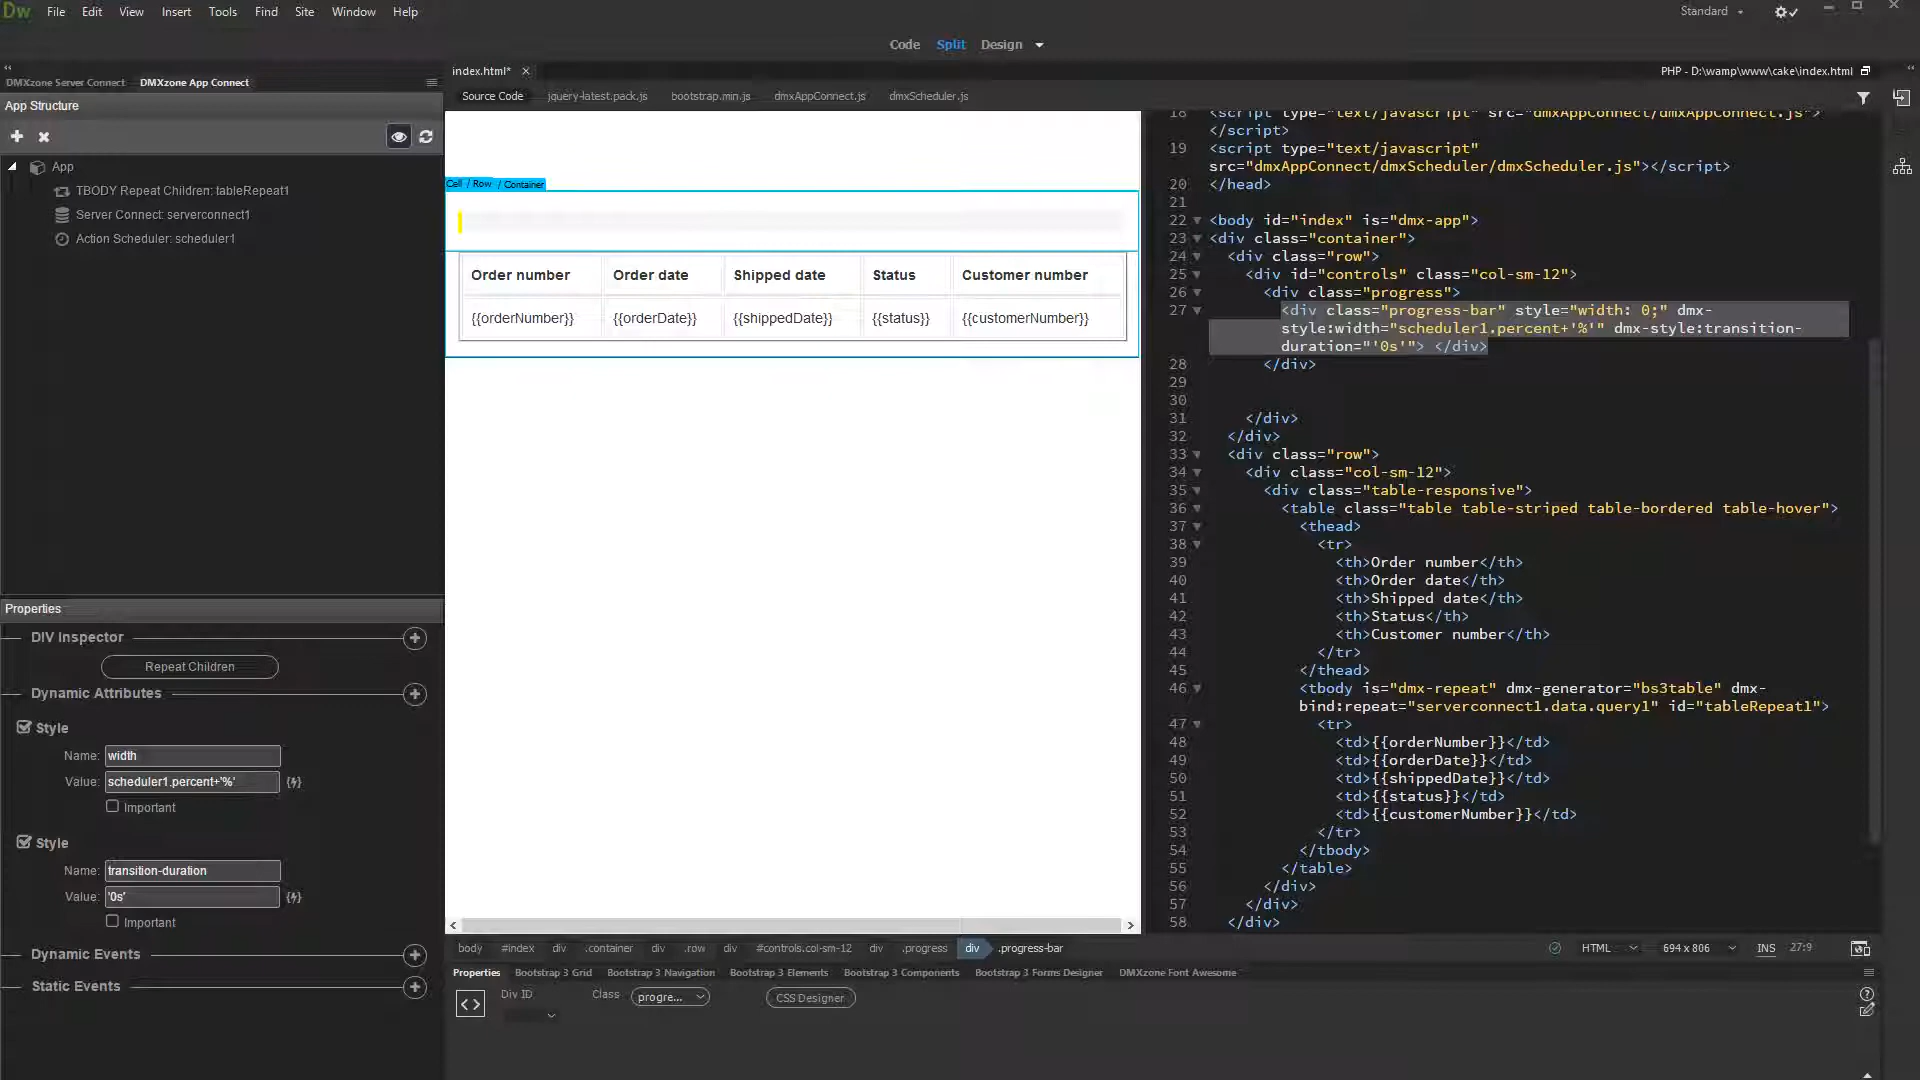 Dw File Edit View Insert Tools Find Site Window Help
Standard
Code Split Design
DMXzone Server Connect DMXzone App Connect
App Structure
App
TBODY Repeat Children: tableRepeat1
Server Connect: serverconnect1
Action Scheduler: scheduler1
Properties
DIV Inspector
Repeat Children
Dynamic Attributes
Style
Name: width
Value: scheduler1.percent+'%'
Important
Style
Name: transition-duration
Value: '0s'
Important
Dynamic Events
Static Events
index.html*
PHP - D:\wamp\www\cake\index.html
Source Code jquery-latest.pack.js bootstrap.min.js dmxAppConnect.js dmxScheduler.js
Cell / Row / Container
Order number Order date Shipped date Status Customer number
{{orderNumber}} {{orderDate}} {{shippedDate}} {{status}} {{customerNumber}}
18 <script type="text/javascript" src="dmxAppConnect/dmxAppConnect.js">
</script>
19 <script type="text/javascript"
src="dmxAppConnect/dmxScheduler/dmxScheduler.js"></script>
20 </head>
21
22 <body id="index" is="dmx-app">
23 <div class="container">
24 <div class="row">
25 <div id="controls" class="col-sm-12">
26 <div class="progress">
27 <div class="progress-bar" style="width: 0;" dmx-
style:width="scheduler1.percent+'%'" dmx-style:transition-
duration="'0s'"> </div>
28 </div>
29
30
31 </div>
32 </div>
33 <div class="row">
34 <div class="col-sm-12">
35 <div class="table-responsive">
36 <table class="table table-striped table-bordered table-hover">
37 <thead>
38 <tr>
39 <th>Order number</th>
40 <th>Order date</th>
41 <th>Shipped date</th>
42 <th>Status</th>
43 <th>Customer number</th>
44 </tr>
45 </thead>
46 <tbody is="dmx-repeat" dmx-generator="bs3table" dmx-
bind:repeat="serverconnect1.data.query1" id="tableRepeat1">
47 <tr>
48 <td>{{orderNumber}}</td>
49 <td>{{orderDate}}</td>
50 <td>{{shippedDate}}</td>
51 <td>{{status}}</td>
52 <td>{{customerNumber}}</td>
53 </tr>
54 </tbody>
55 </table>
56 </div>
57 </div>
58 </div>
body #index div .container div .row div #controls.col-sm-12 div .progress div .progress-bar
HTML 694 x 806 INS 27:9
Properties Bootstrap 3 Grid Bootstrap 3 Navigation Bootstrap 3 Elements Bootstrap 3 Components Bootstrap 3 Forms Designer DMXzone Font Awesome
Div ID Class progre... CSS Designer